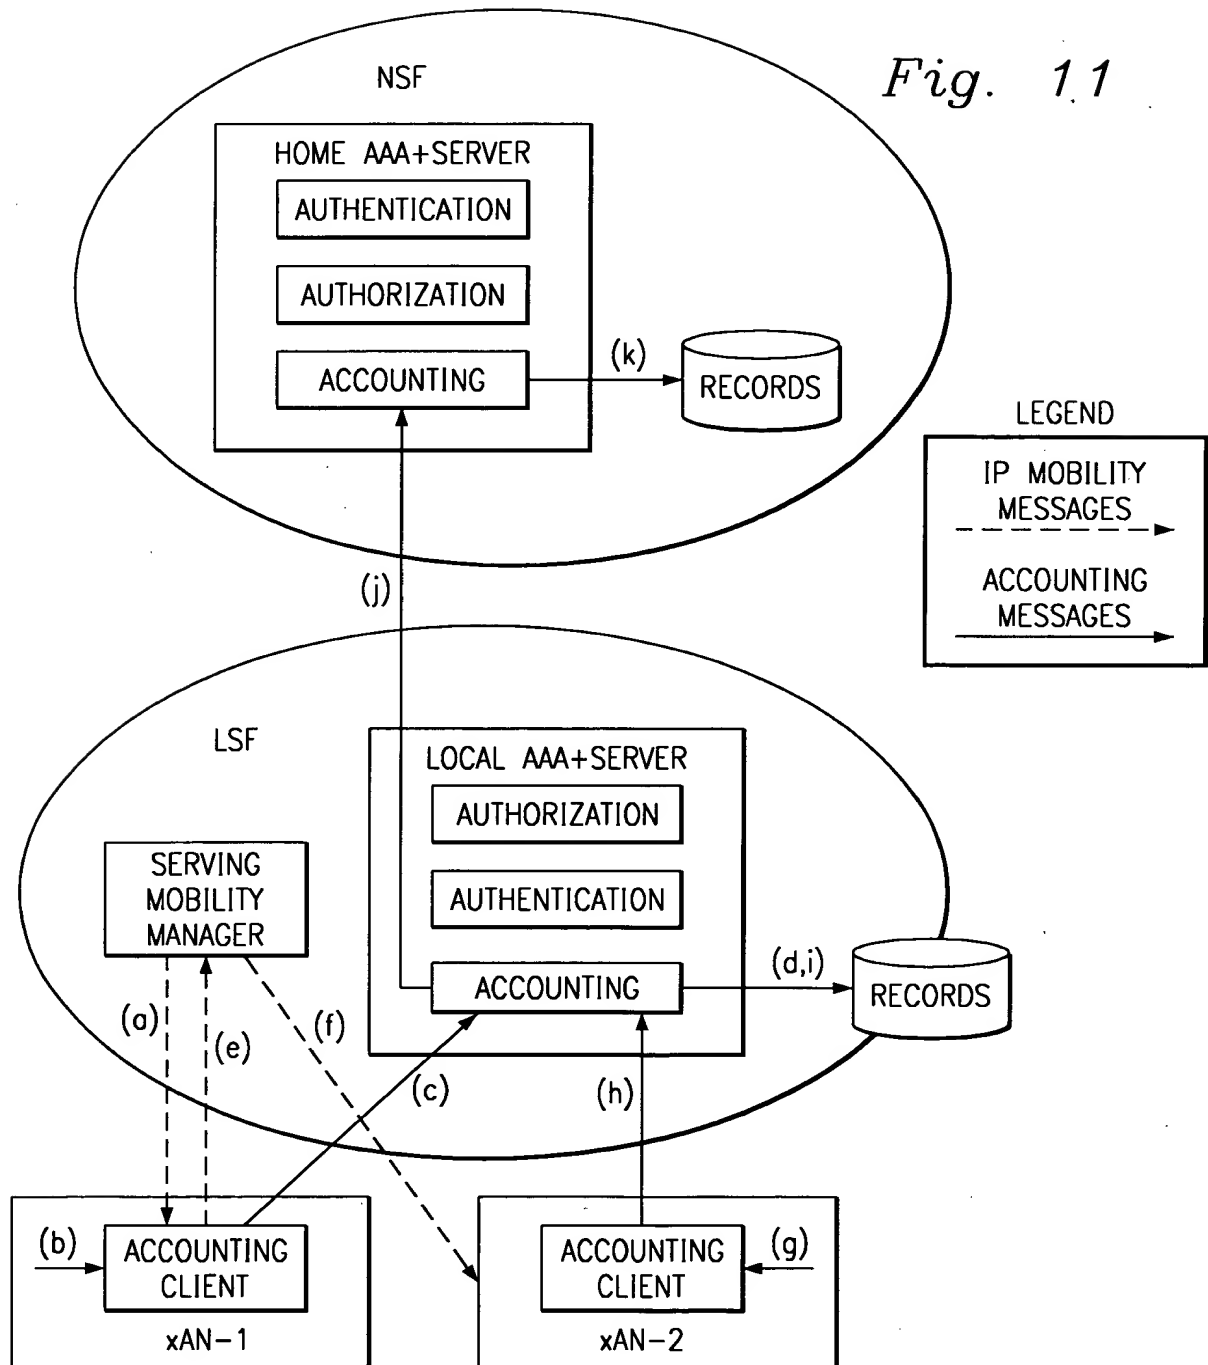 Fig. 11
NSF
HOME AAA+SERVER
AUTHENTICATION
AUTHORIZATION
ACCOUNTING
(k)
RECORDS
LEGEND
IP MOBILITY
MESSAGES
ACCOUNTING
MESSAGES
(j)
LSF
LOCAL AAA+SERVER
AUTHORIZATION
AUTHENTICATION
ACCOUNTING
(d,i)
RECORDS
SERVING
MOBILITY
MANAGER
(a)
(e)
(f)
(c)
(h)
(b)
ACCOUNTING
CLIENT
xAN-1
ACCOUNTING
CLIENT
(g)
xAN-2